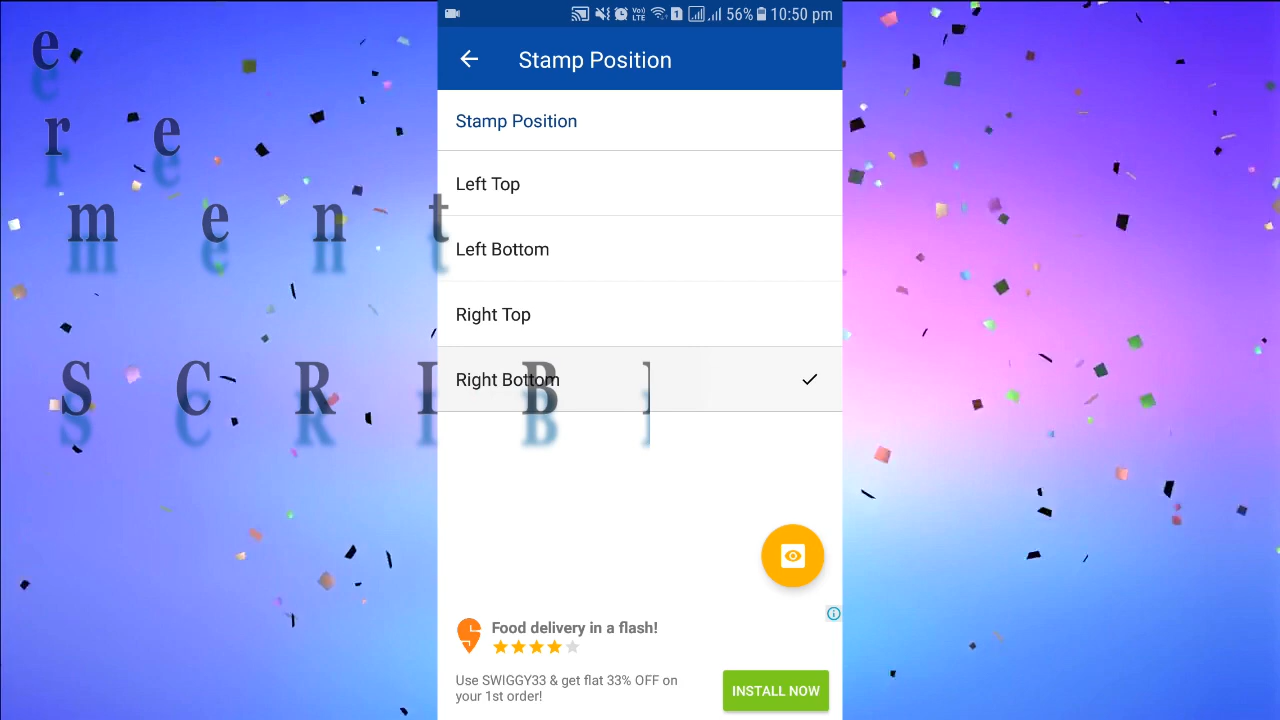 56% 10:50 pm
Stamp Position
Stamp Position
Left Top
Left Bottom
Right Top
Right Bottom
e
r e
m e n t
S C R I B
Food delivery in a flash!
Use SWIGGY33 & get flat 33% OFF on
your 1st order!
INSTALL NOW